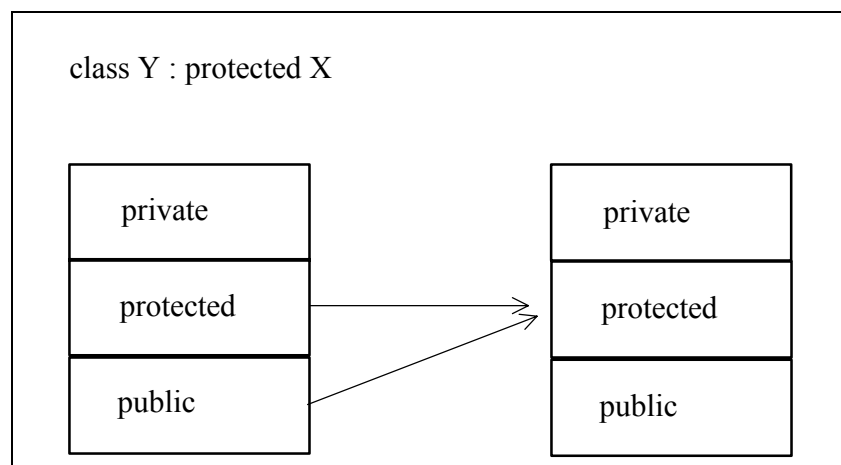 class Y : protected X
private
private
protected
protected
public
public